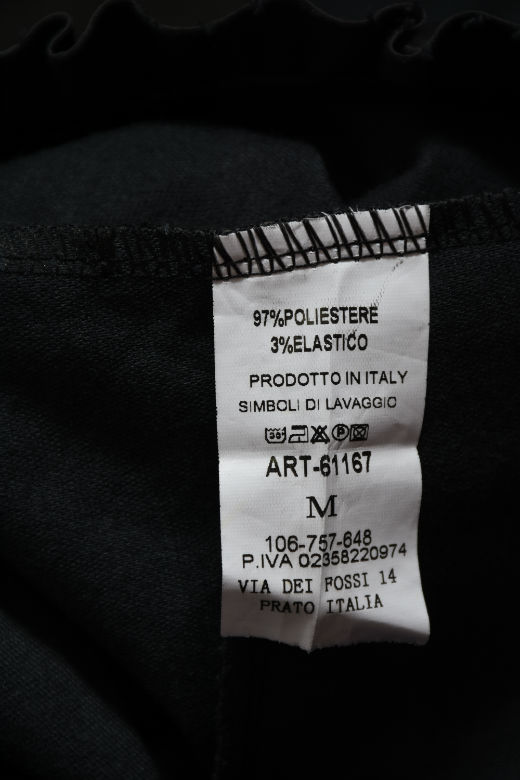 97%POLIESTERE
3%ELASTICO
PRODOTTO IN ITALY
SIMBOLI DI LAVAGGIO
ART-61167
M
106-757-648
P.IVA 02358220974
VIA DEI FOSSI 14
PRATO ITALIA